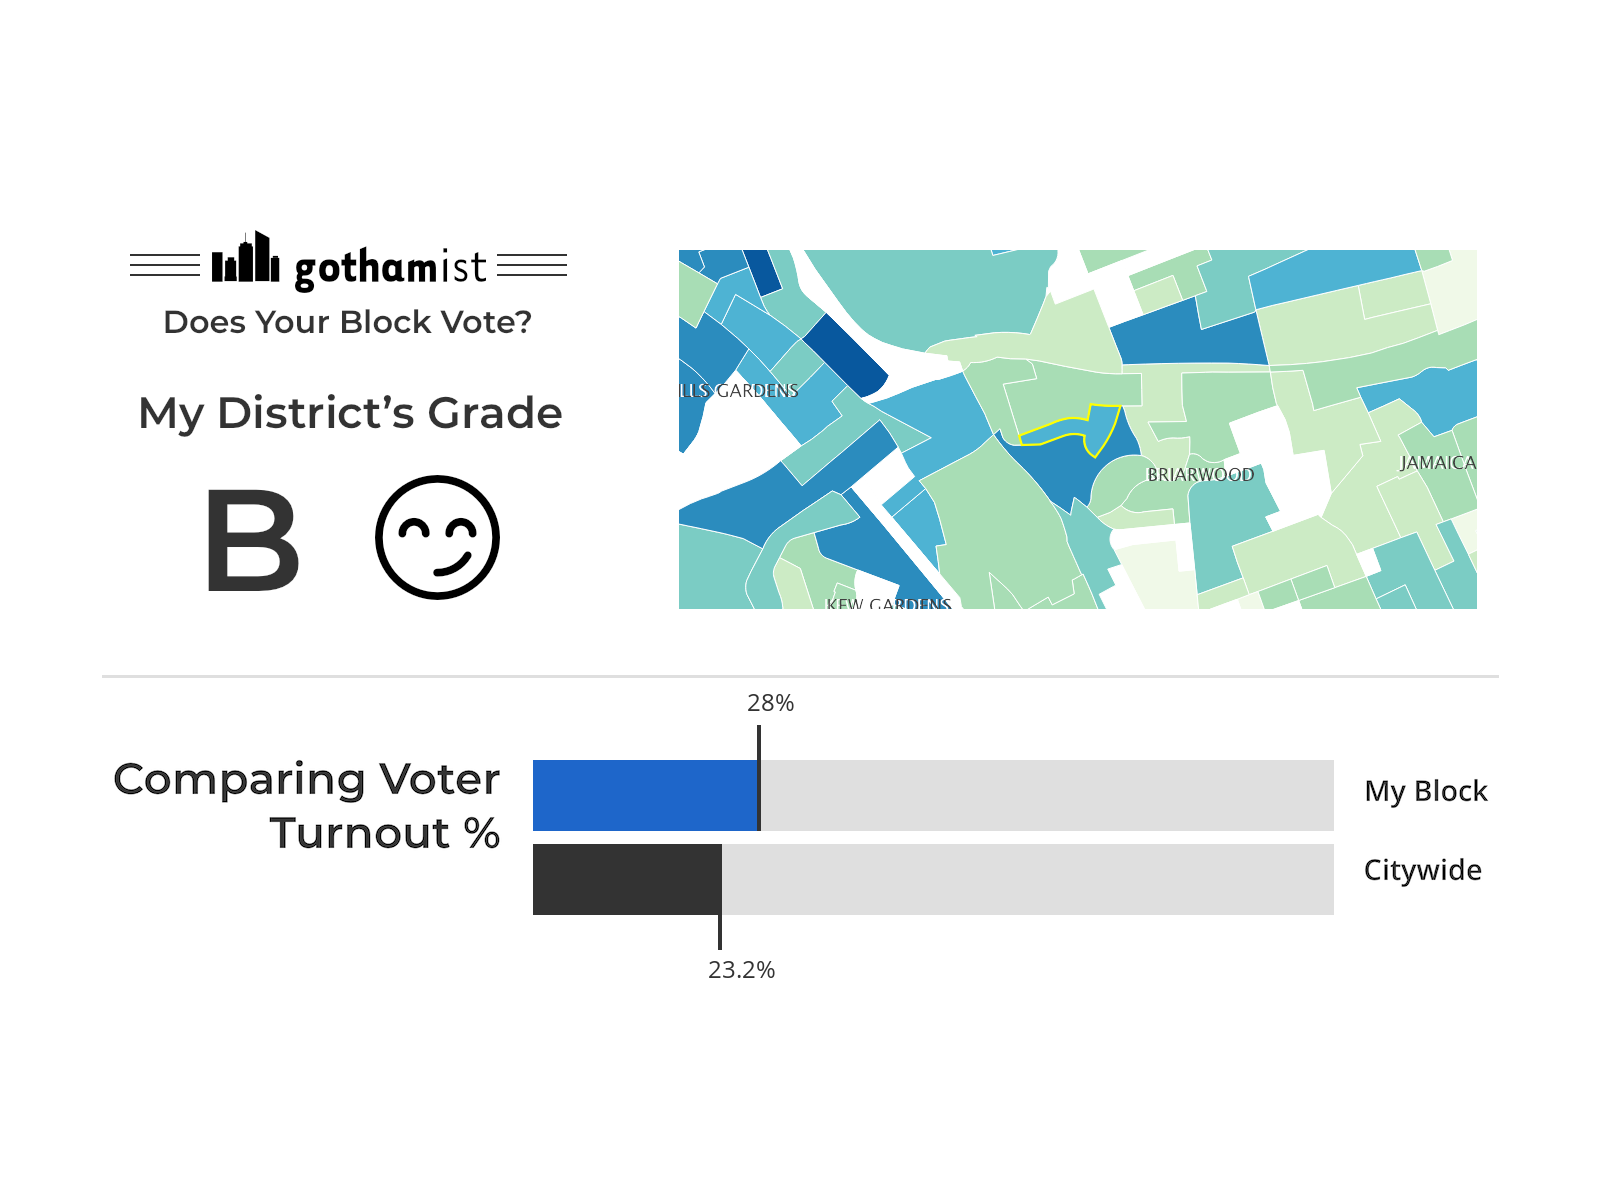 gothamist
Does Your Block Vote?
My District's Grade
B
LLS GARDENS
BRIARWOOD
JAMAICA
KEW GARDENS
28%
Comparing Voter
Turnout %
My Block
Citywide
23.2%